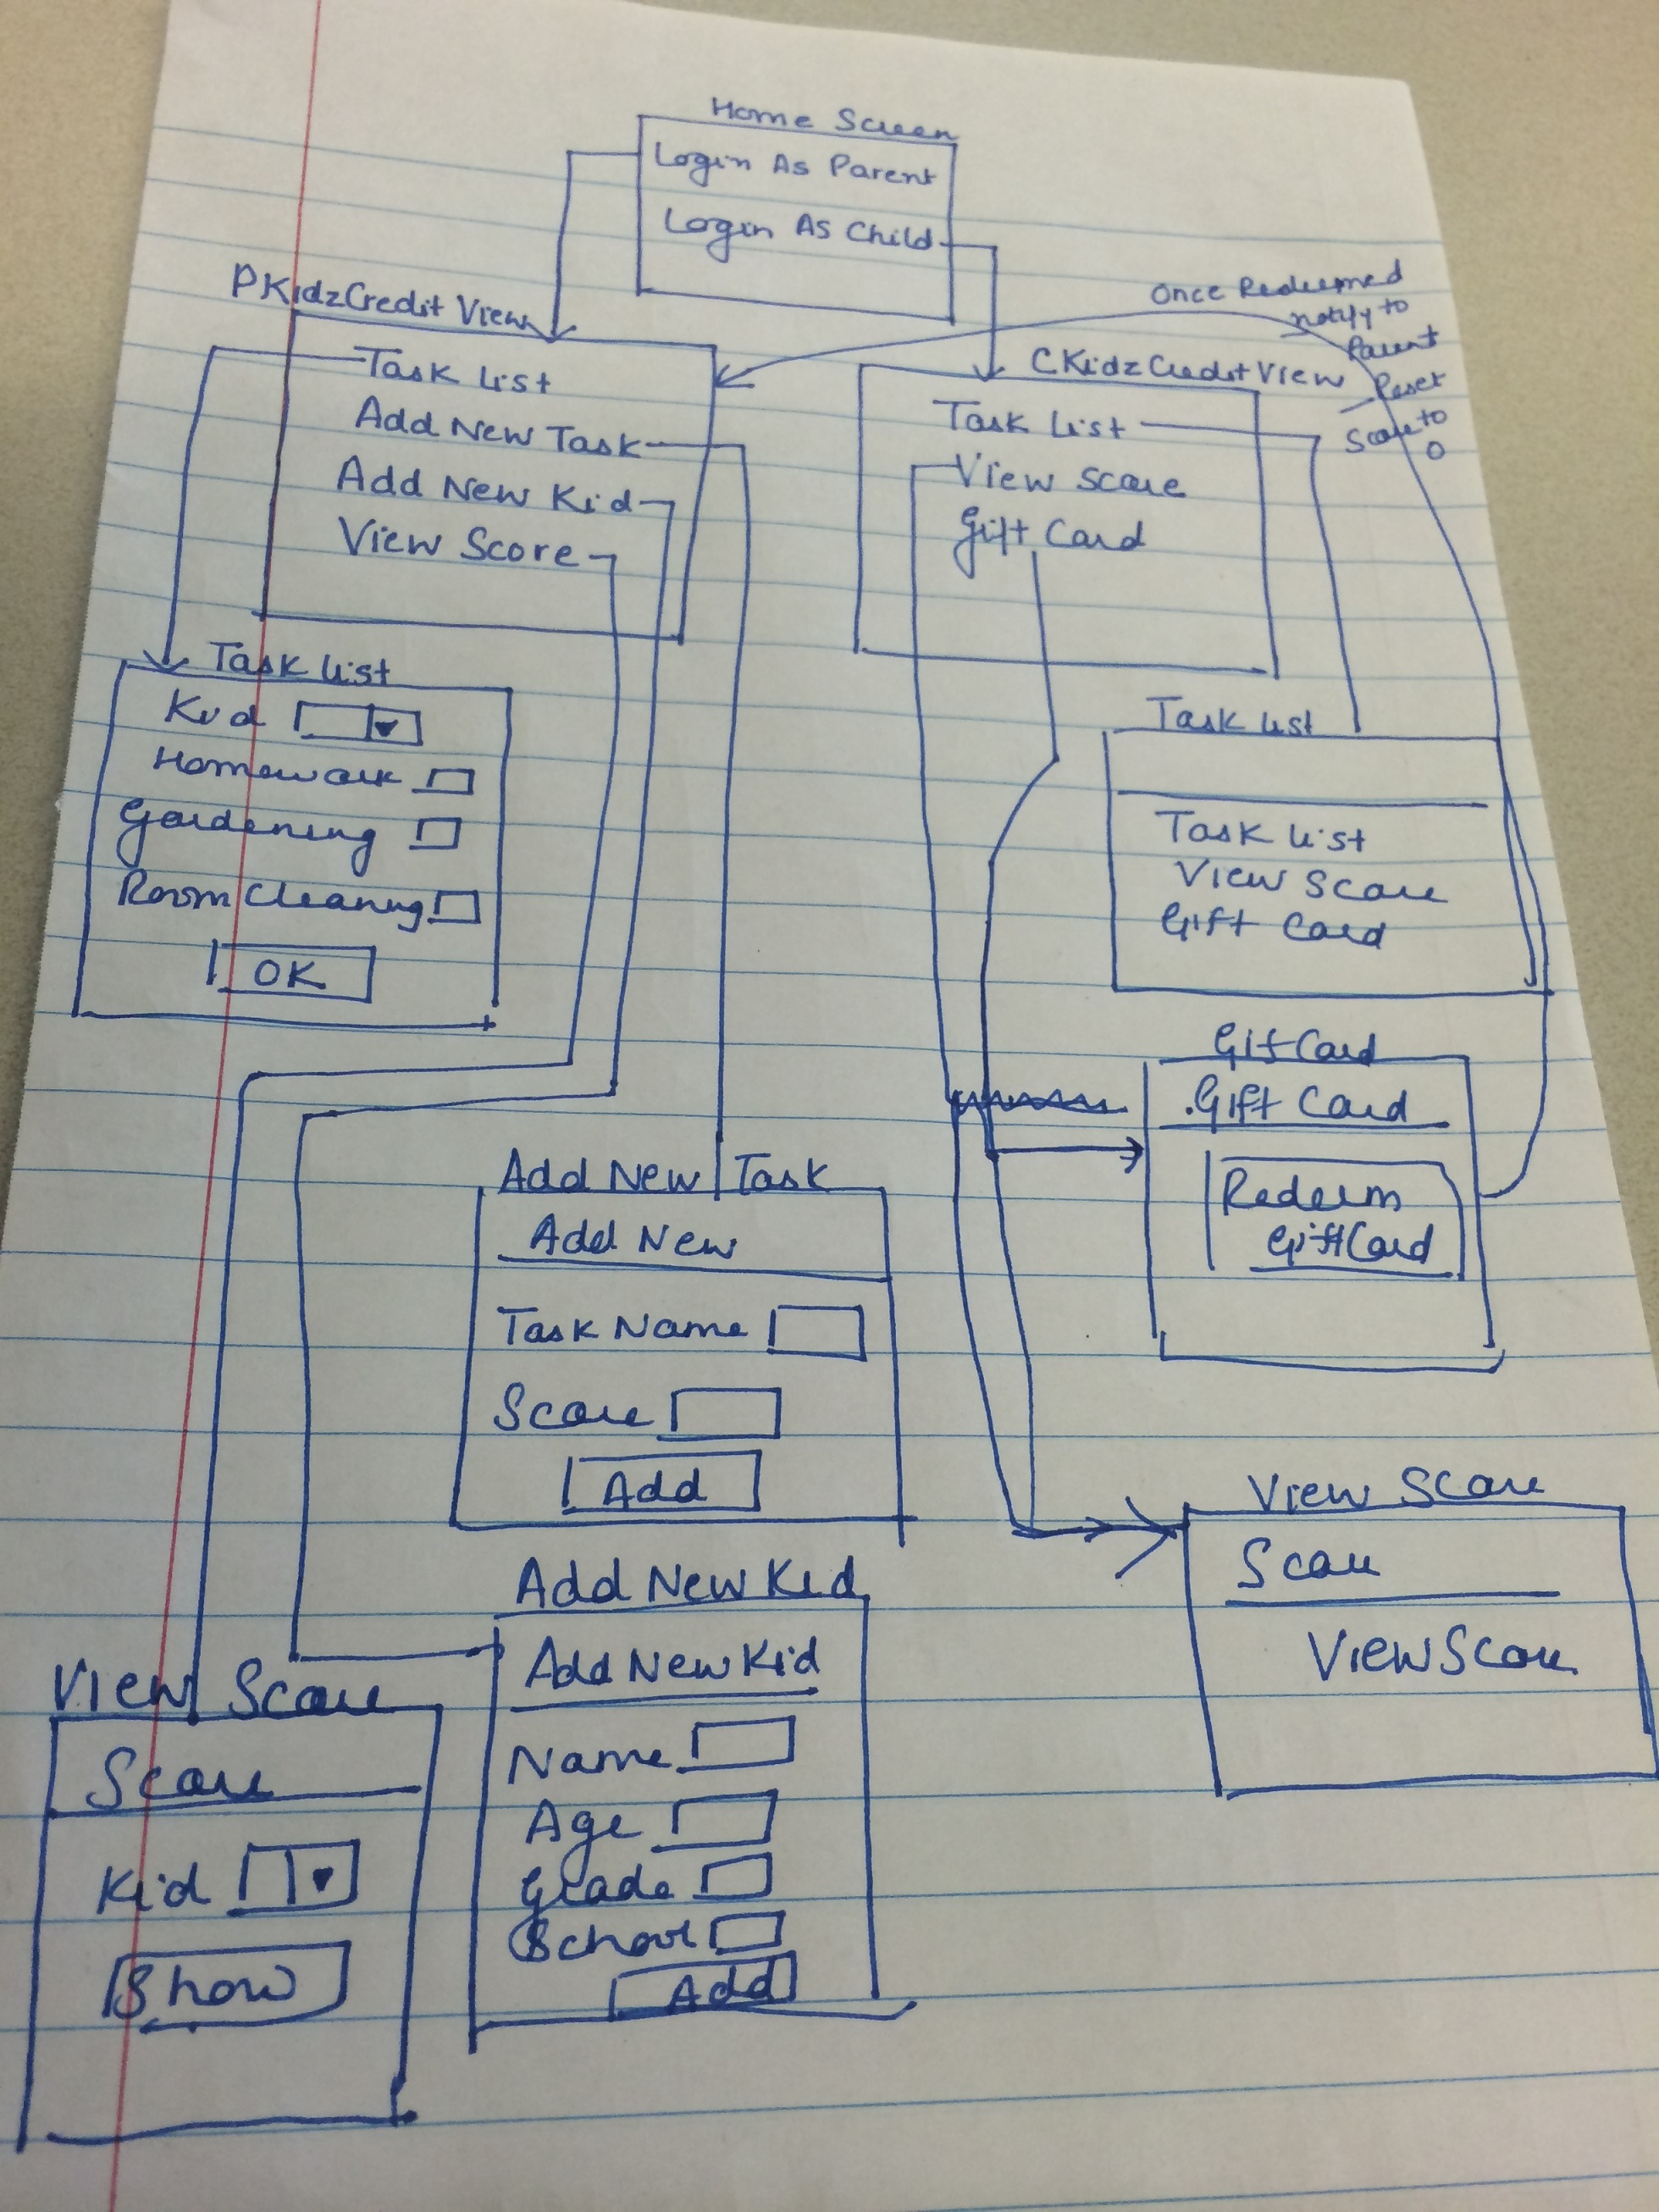 Home Screen
Login As Parent
Login As Child
PKidzCredit View
Task List
Add New Task
Add New Kid
View Score
Once Redeemed
notify to
Parent
Reset
Score to
0
CKidzCreditView
Task List
View Score
Gift Card
Task List
Kid
Homework
Gardening
Room Cleaning
OK
Task List
Task List
View Score
Gift Card
Gift Card
.Gift Card
Redeem
GiftCard
Add New Task
Add New
Task Name
Score
Add
Add New Kid
Add New Kid
Name
Age
Grade
School
Add
View Score
Score
Kid
Show
View Score
Score
View Score